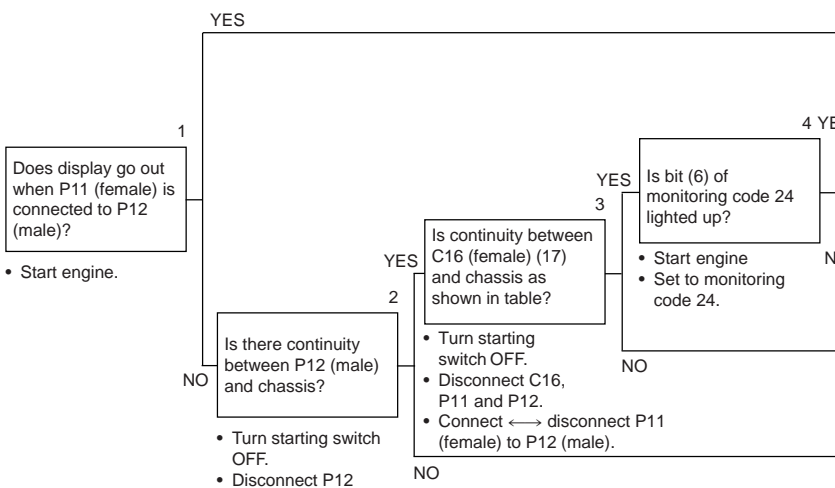 YES
1
Does display go out
when P11 (female) is
connected to P12
(male)?
• Start engine.
NO
2
Is there continuity
between P12 (male)
and chassis?
• Turn starting switch
OFF.
• Disconnect P12
YES
3
Is continuity between
C16 (female) (17)
and chassis as
shown in table?
• Turn starting
switch OFF.
• Disconnect C16,
P11 and P12.
• Connect ⟷ disconnect P11
(female) to P12 (male).
NO
YES
4 YE
Is bit (6) of
monitoring code 24
lighted up?
• Start engine
• Set to monitoring
code 24.
N
NO